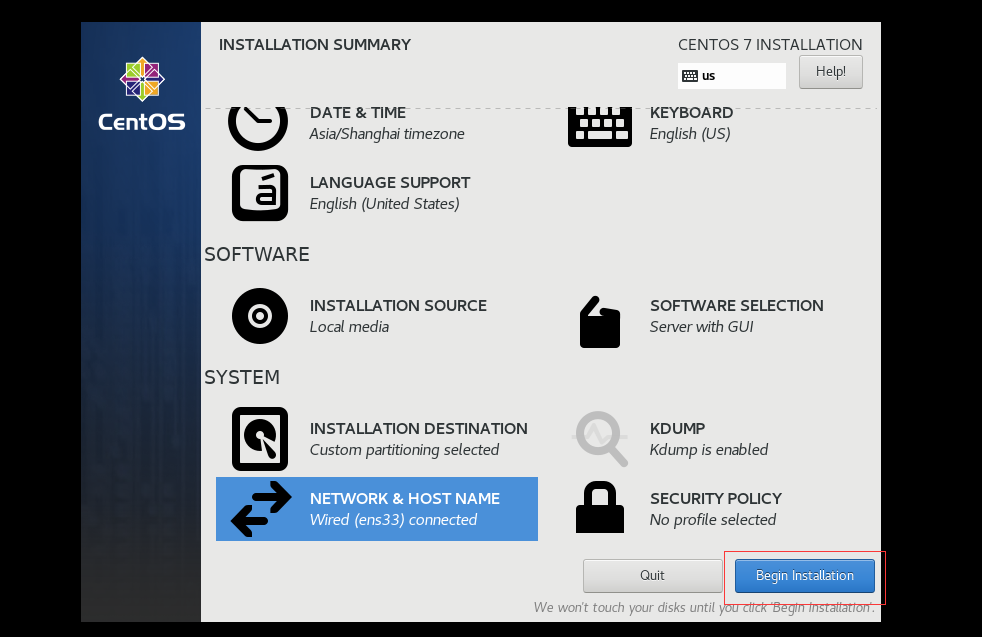 INSTALLATION SUMMARY
CENTOS 7 INSTALLATION
us
Help!
CentOS
DATE & TIME
Asia/Shanghai timezone
KEYBOARD
English (US)
LANGUAGE SUPPORT
English (United States)
SOFTWARE
INSTALLATION SOURCE
Local media
SOFTWARE SELECTION
Server with GUI
SYSTEM
INSTALLATION DESTINATION
Custom partitioning selected
KDUMP
Kdump is enabled
NETWORK & HOST NAME
Wired (ens33) connected
SECURITY POLICY
No profile selected
Quit
Begin Installation
We won't touch your disks until you click 'Begin Installation'.